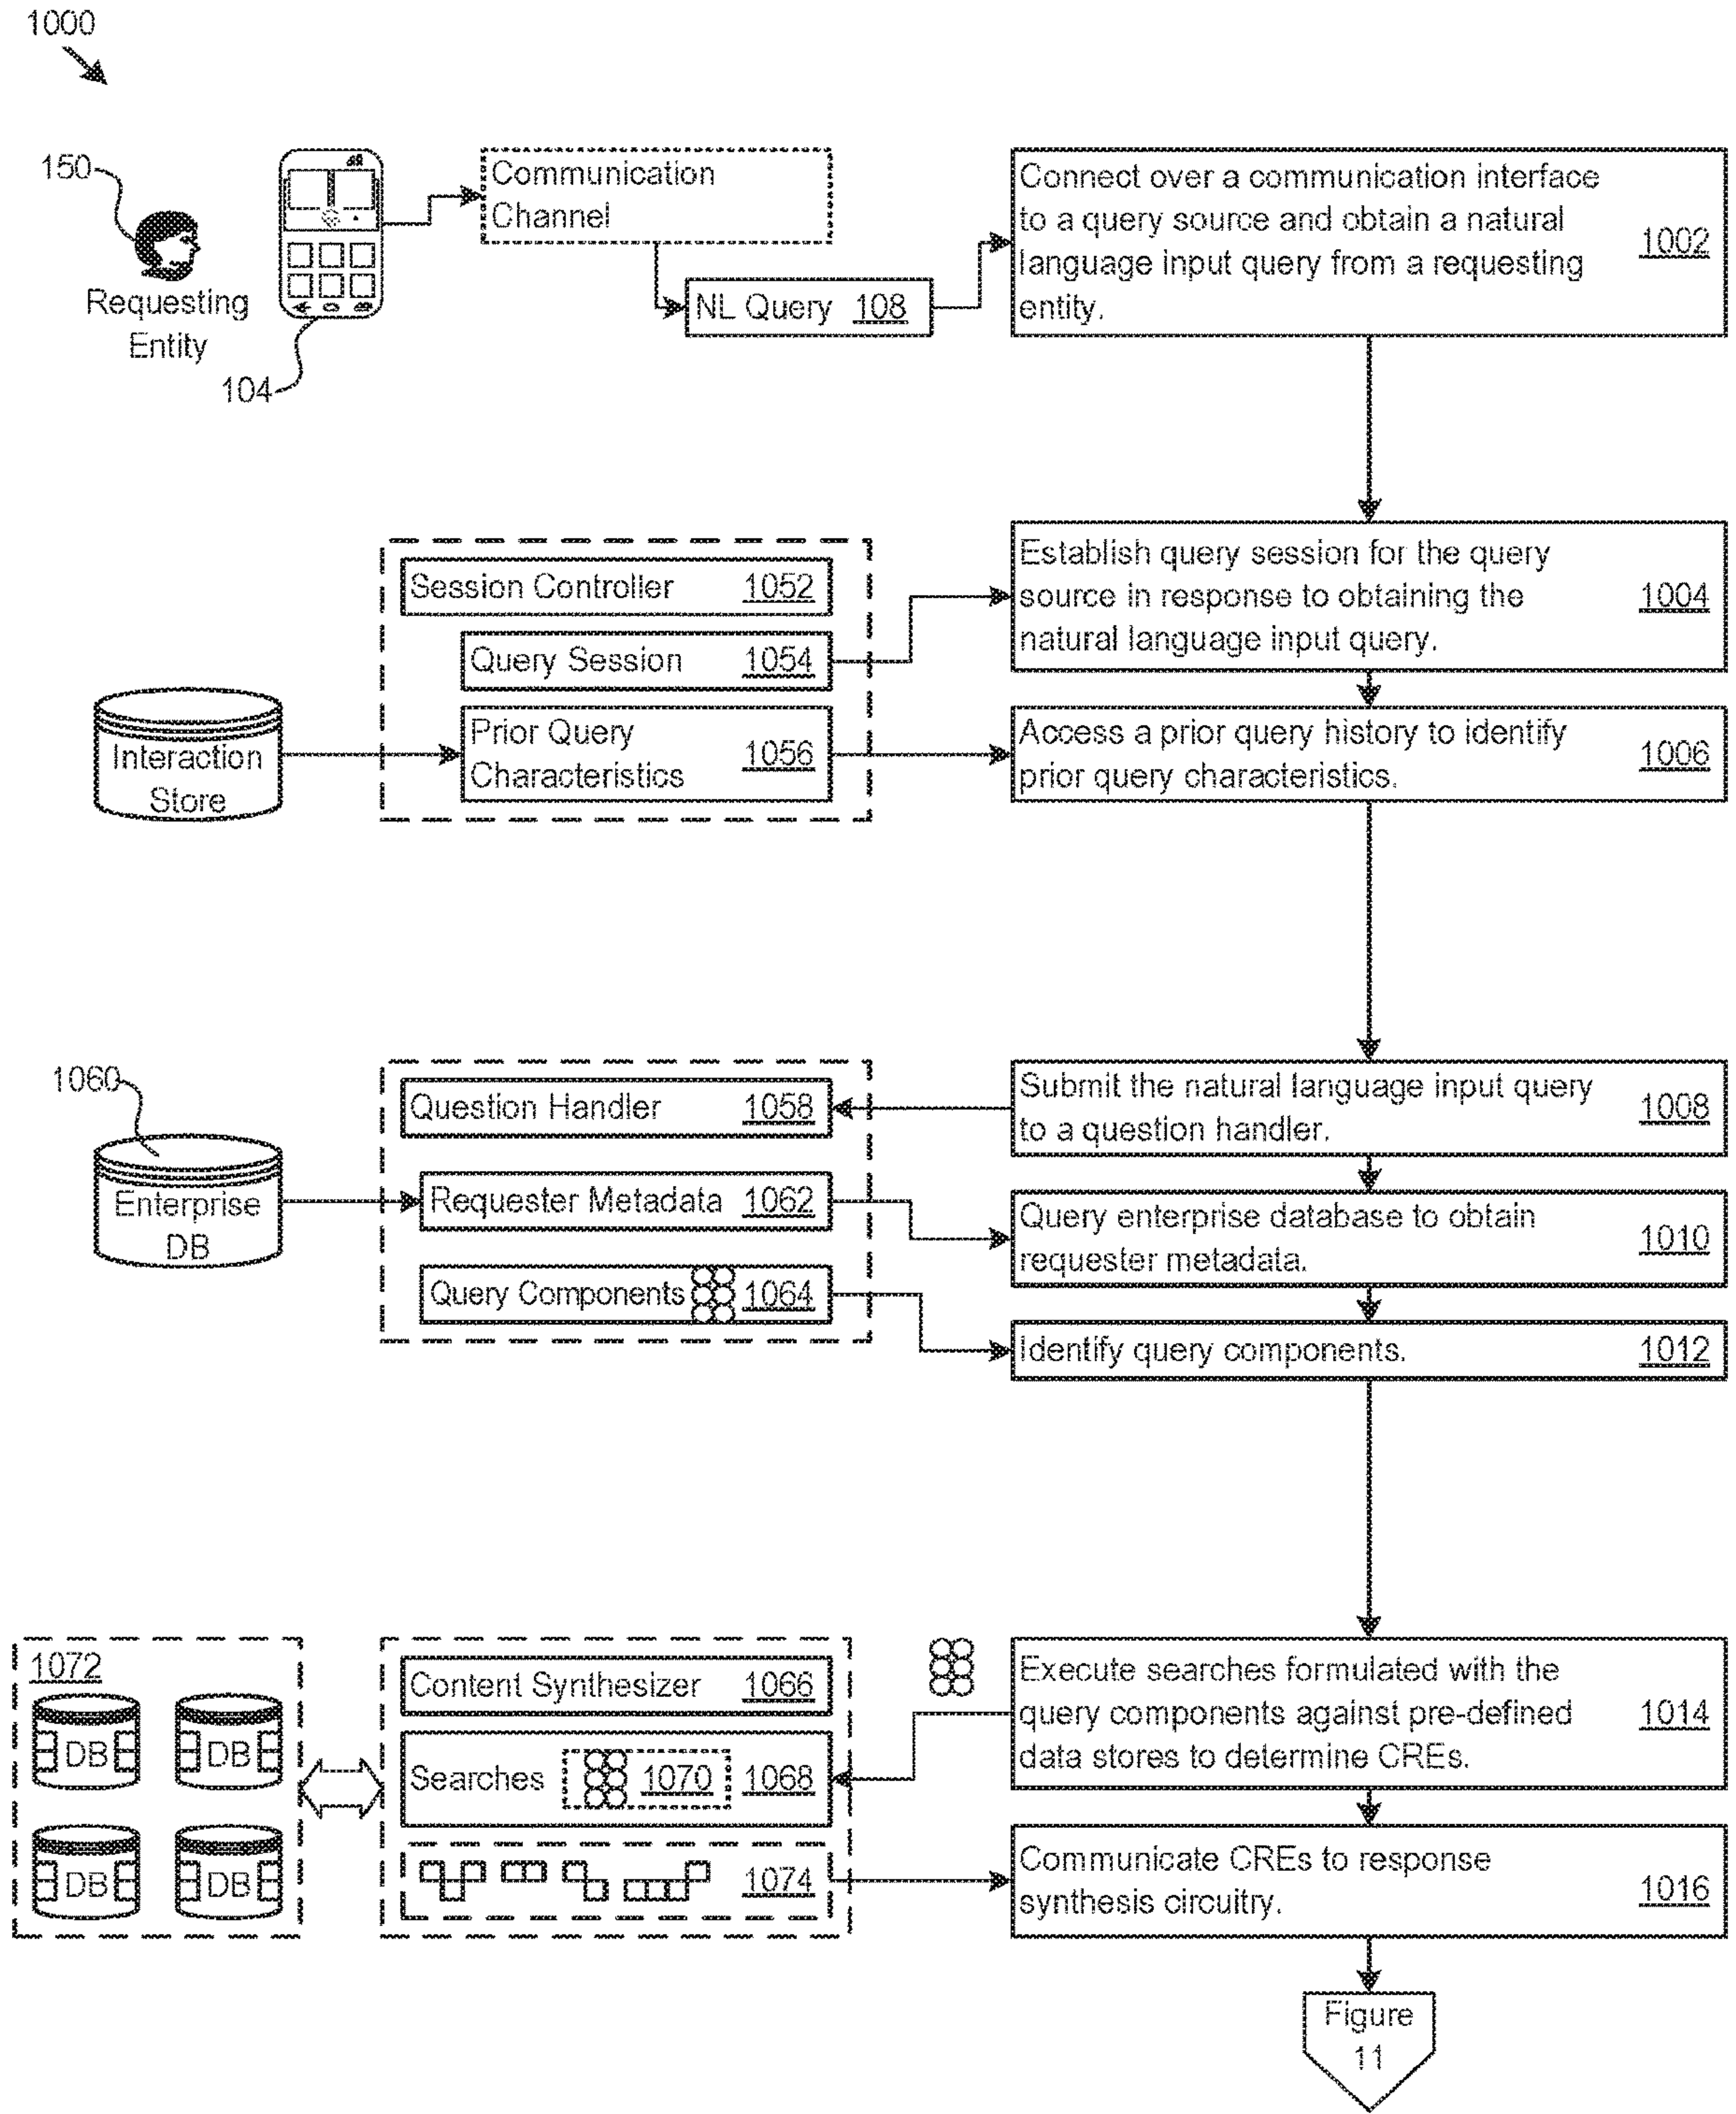 1000
150
Requesting
Entity
104
Communication
Channel
NL Query 108
Connect over a communication interface
to a query source and obtain a natural
language input query from a requesting
entity.
1002
Session Controller 1052
Query Session 1054
Prior Query
Characteristics
1056
Interaction
Store
Establish query session for the query
source in response to obtaining the
natural language input query.
1004
Access a prior query history to identify
prior query characteristics.
1006
1060
Enterprise
DB
Question Handler 1058
Requester Metadata 1062
Query Components 1064
Submit the natural language input query
to a question handler.
1008
Query enterprise database to obtain
requester metadata.
1010
Identify query components. 1012
1072
DB DB
DB DB
Content Synthesizer 1066
Searches 1070 1068
1074
Execute searches formulated with the
query components against pre-defined
data stores to determine CREs.
1014
Communicate CREs to response
synthesis circuitry.
1016
Figure
11